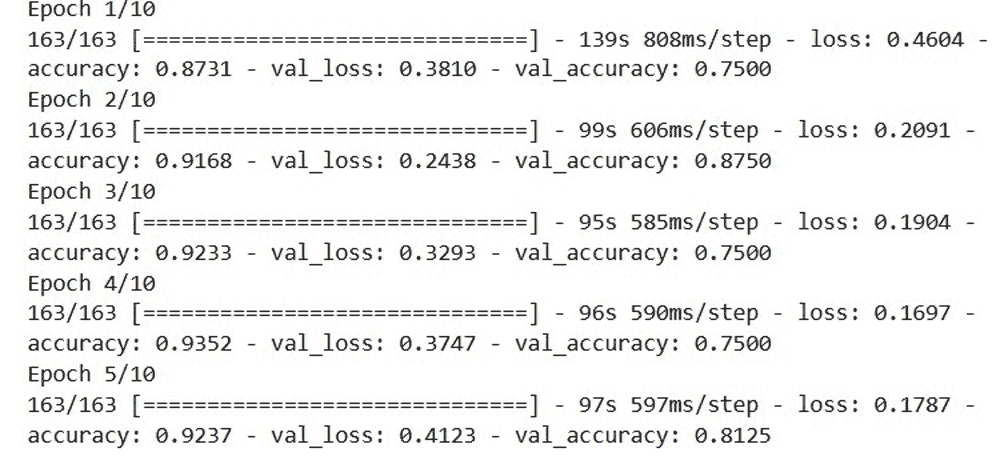 Epoch 1/10
163/163 [==============================] - 139s 808ms/step - loss: 0.4604 -
accuracy: 0.8731 - val_loss: 0.3810 - val_accuracy: 0.7500
Epoch 2/10
163/163 [==============================] - 99s 606ms/step - loss: 0.2091 -
accuracy: 0.9168 - val_loss: 0.2438 - val_accuracy: 0.8750
Epoch 3/10
163/163 [==============================] - 95s 585ms/step - loss: 0.1904 -
accuracy: 0.9233 - val_loss: 0.3293 - val_accuracy: 0.7500
Epoch 4/10
163/163 [==============================] - 96s 590ms/step - loss: 0.1697 -
accuracy: 0.9352 - val_loss: 0.3747 - val_accuracy: 0.7500
Epoch 5/10
163/163 [==============================] - 97s 597ms/step - loss: 0.1787 -
accuracy: 0.9237 - val_loss: 0.4123 - val_accuracy: 0.8125